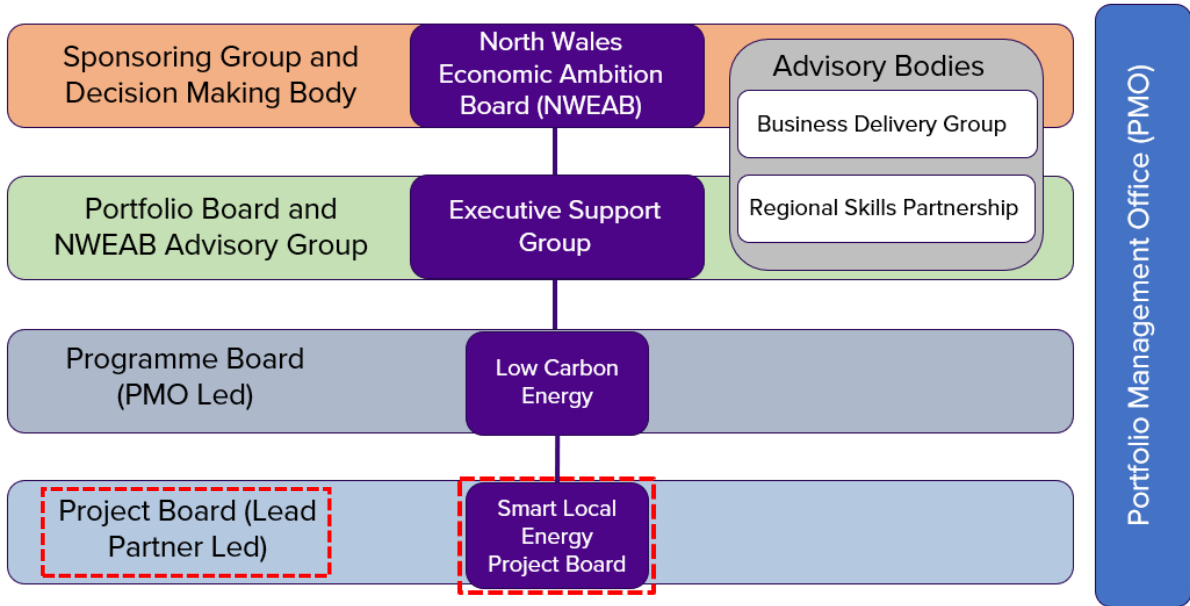 Sponsoring Group and
Decision Making Body
North Wales
Economic Ambition
Board (NWEAB)
Advisory Bodies
Business Delivery Group
Regional Skills Partnership
Portfolio Board and
NWEAB Advisory Group
Executive Support
Group
Programme Board
(PMO Led)
Low Carbon
Energy
Project Board (Lead
Partner Led)
Smart Local
Energy
Project Board
Portfolio Management Office (PMO)